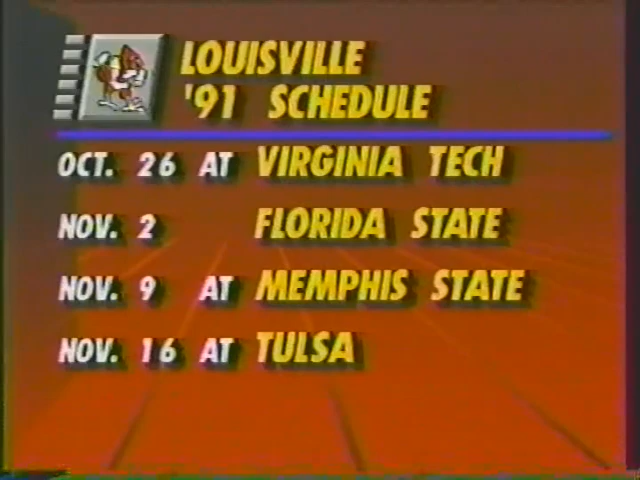 LOUISVILLE
'91 SCHEDULE
OCT. 26 AT VIRGINIA TECH
NOV. 2 FLORIDA STATE
NOV. 9 AT MEMPHIS STATE
NOV. 16 AT TULSA